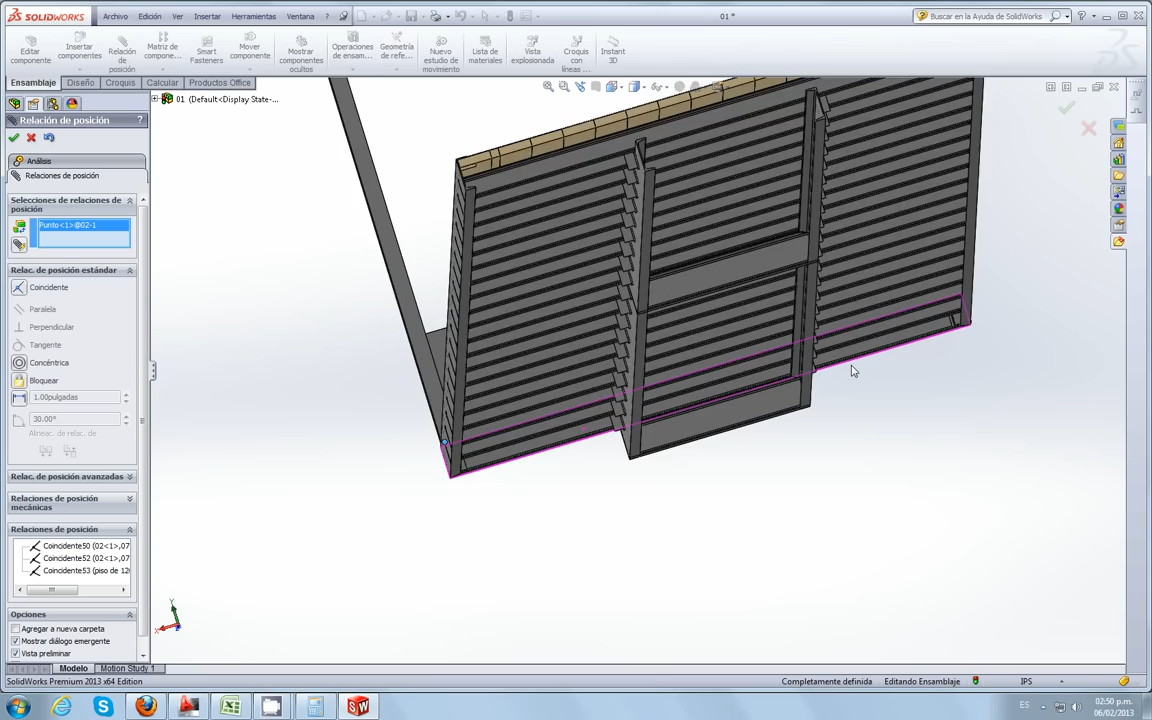 SOLIDWORKS
Archivo
Edición
Ver
Insertar
Herramientas
Ventana
?
01 *
Buscar en la Ayuda de SolidWorks
Editar componente
Insertar componentes
Relación de posición
Matriz de compone...
Smart Fasteners
Mover componente
Mostrar componentes ocultos
Operaciones de ensam...
Geometría de refe...
Nuevo estudio de movimiento
Lista de materiales
Vista explosionada
Croquis con líneas ...
Instant 3D
Ensamblaje
Diseño
Croquis
Calcular
Productos Office
01 (Default<Display State-...
Relación de posición
?
Análisis
Relaciones de posición
Selecciones de relaciones de
posición
Punto<1>@02-1
Relac. de posición estándar
Coincidente
Paralela
Perpendicular
Tangente
Concéntrica
Bloquear
1.00pulgadas
30.00°
Alineac. de relac. de
Relac. de posición avanzadas
Relaciones de posición
mecánicas
Relaciones de posición
Coincidente50 (02<1>,07
Coincidente52 (02<1>,07
Coincidente53 (piso de 120
Opciones
Agregar a nueva carpeta
Mostrar diálogo emergente
Vista preliminar
Y
X
Z
Modelo
Motion Study 1
SolidWorks Premium 2013 x64 Edition
Completamente definida
Editando Ensamblaje
IPS
ES
02:50 p.m.
06/02/2013